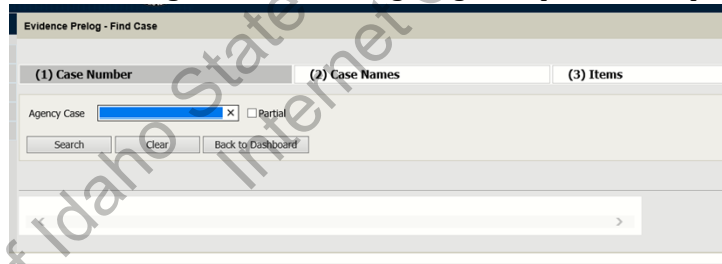 Evidence Prelog - Find Case
(1) Case Number (2) Case Names (3) Items
Agency Case × Partial
Search Clear Back to Dashboard
of Idaho State
Internet